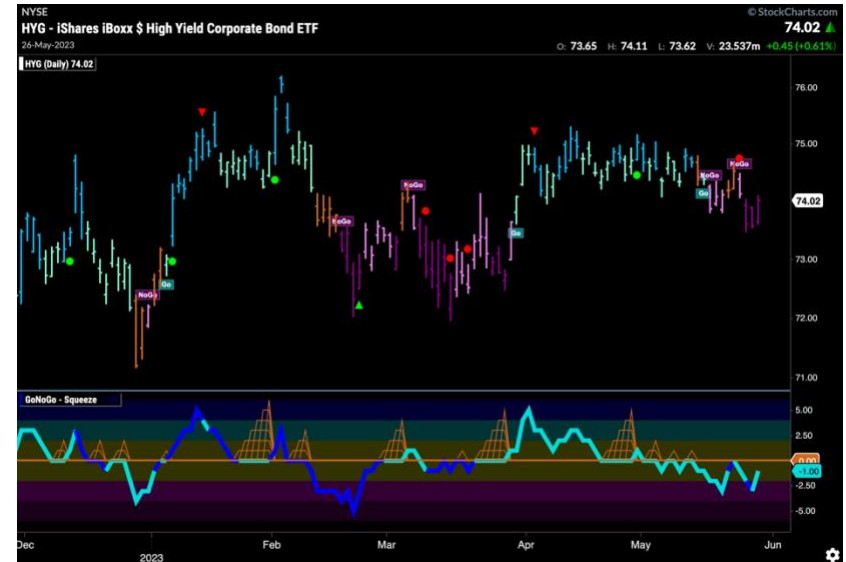 NYSE © StockCharts.com
HYG - iShares iBoxx $ High Yield Corporate Bond ETF 74.02
26-May-2023 O: 73.65 H: 74.11 L: 73.62 V: 23.537m +0.45 (+0.61%)
HYG (Daily) 74.02
76.00
75.00
NoGo
NoGo
NoGo
NoGo
Go
74.02
Go
73.00
Go
NoGo
72.00
71.00
GoNoGo - Squeeze
5.00
2.50
0.00
-1.00
-2.50
-5.00
Dec Feb Mar Apr May Jun
2023